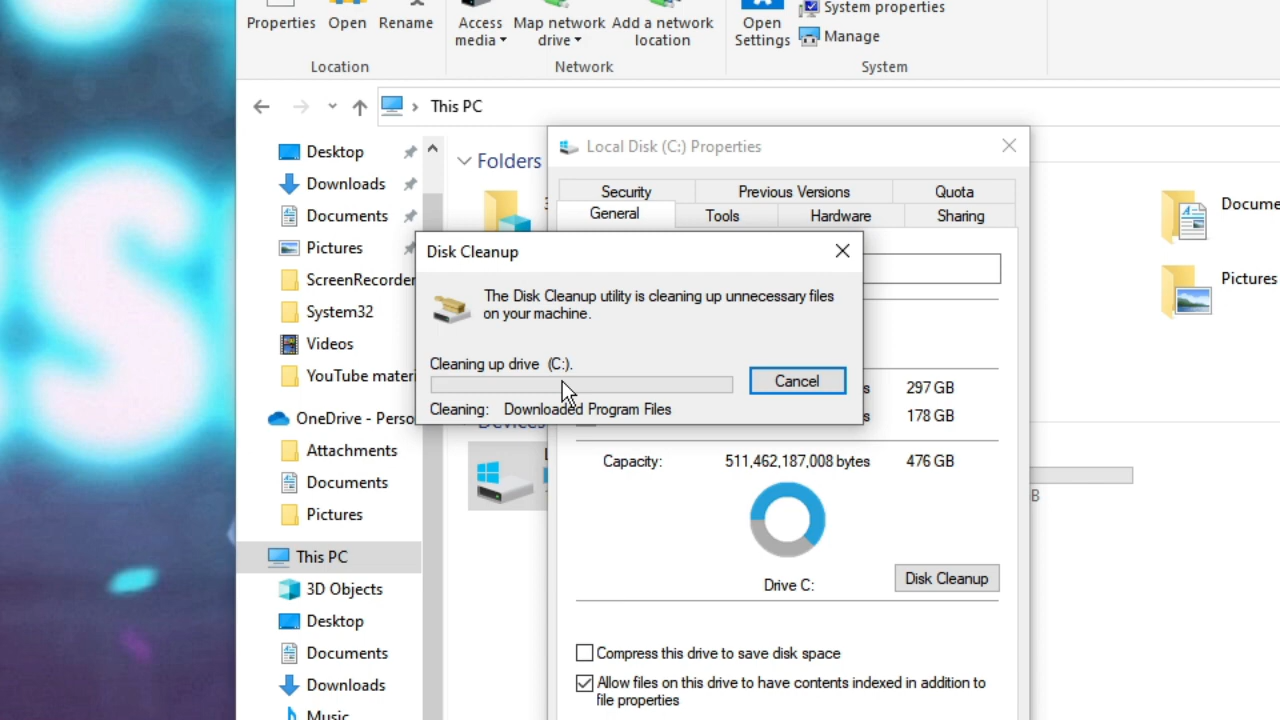 Properties Open Rename
Access media
Map network drive
Add a network location
Open Settings
System properties
Manage
Location
Network
System
This PC
Desktop
Downloads
Documents
Pictures
ScreenRecorder
System32
Videos
OneDrive - Perso
Attachments
Documents
Pictures
This PC
3D Objects
Desktop
Documents
Downloads
Music
Folders
Pictures
Local Disk (C:) Properties
Security Previous Versions Quota
General Tools Hardware Sharing
Disk Cleanup
The Disk Cleanup utility is cleaning up unnecessary files
on your machine.
Cleaning up drive (C:).
Cancel
Cleaning: Downloaded Program Files
297 GB
178 GB
Capacity: 511,462,187,008 bytes 476 GB
Drive C:
Disk Cleanup
Compress this drive to save disk space
Allow files on this drive to have contents indexed in addition to
file properties